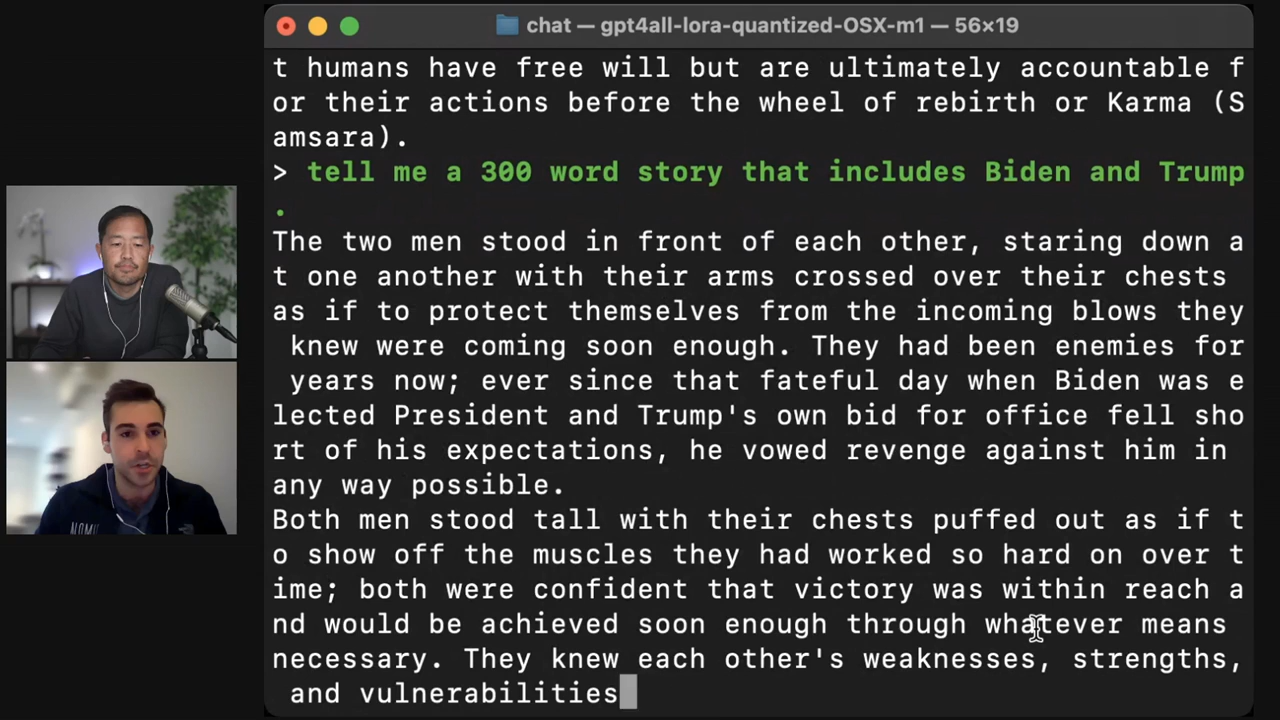 chat — gpt4all-lora-quantized-OSX-m1 — 56×19
t humans have free will but are ultimately accountable f
or their actions before the wheel of rebirth or Karma (S
amsara).
> tell me a 300 word story that includes Biden and Trump
.
The two men stood in front of each other, staring down a
t one another with their arms crossed over their chests
as if to protect themselves from the incoming blows they
knew were coming soon enough. They had been enemies for
years now; ever since that fateful day when Biden was e
lected President and Trump's own bid for office fell sho
rt of his expectations, he vowed revenge against him in
any way possible.
Both men stood tall with their chests puffed out as if t
o show off the muscles they had worked so hard on over t
ime; both were confident that victory was within reach a
nd would be achieved soon enough through whatever means
necessary. They knew each other's weaknesses, strengths,
and vulnerabilities